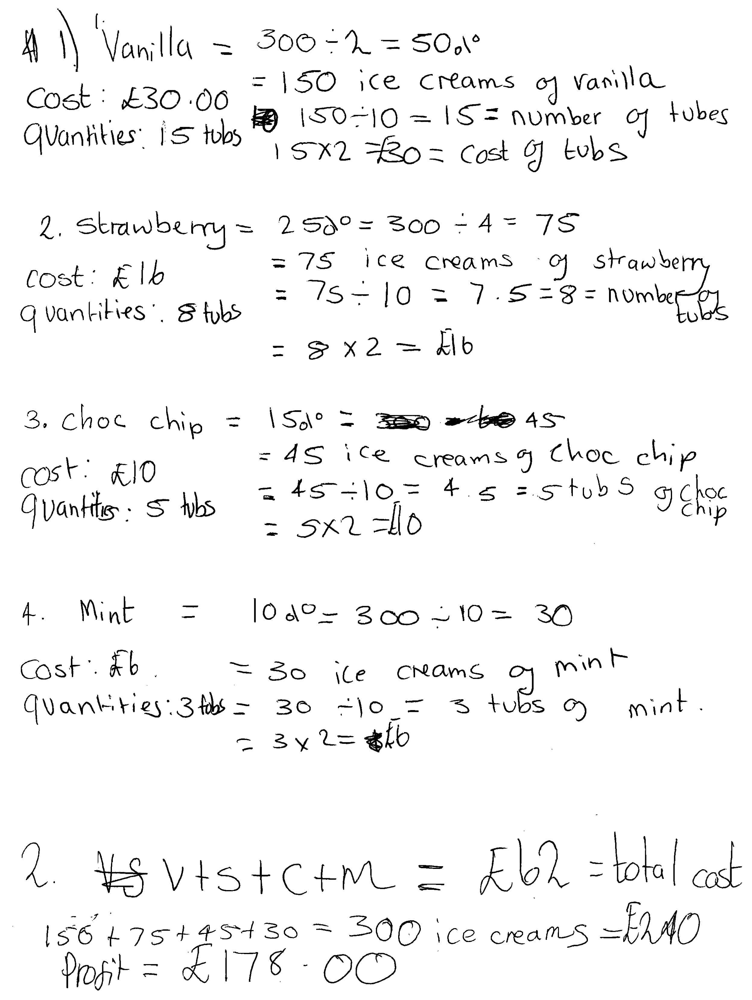 1) Vanilla = 300 ÷ 2 = 50%
= 150 ice creams of vanilla
Cost: £30.00
150÷10 = 15 = number of tubes
quantities: 15 tubs
15×2 = £30 = cost of tubs
2. Strawberry = 25% = 300 ÷ 4 = 75
= 75 ice creams of strawberry
cost: £16
= 75 ÷ 10 = 7.5 = 8 = number of tubs
quantities: 8 tubs
= 8 × 2 = £16
3. choc chip = 15% = 45
= 45 ice creams of choc chip
cost: £10
= 45÷10 = 4.5 = 5 tubs of choc chip
quantities: 5 tubs
= 5×2 = £10
4. Mint = 10% = 300 ÷ 10 = 30
Cost: £6. = 30 ice creams of mint
quantities: 3 tubs = 30 ÷10 = 3 tubs of mint.
= 3 × 2 = £6
2. V+S+C+M = £62 = total cost
150 + 75 + 45 + 30 = 300 ice creams = £240
Profit = £178.00